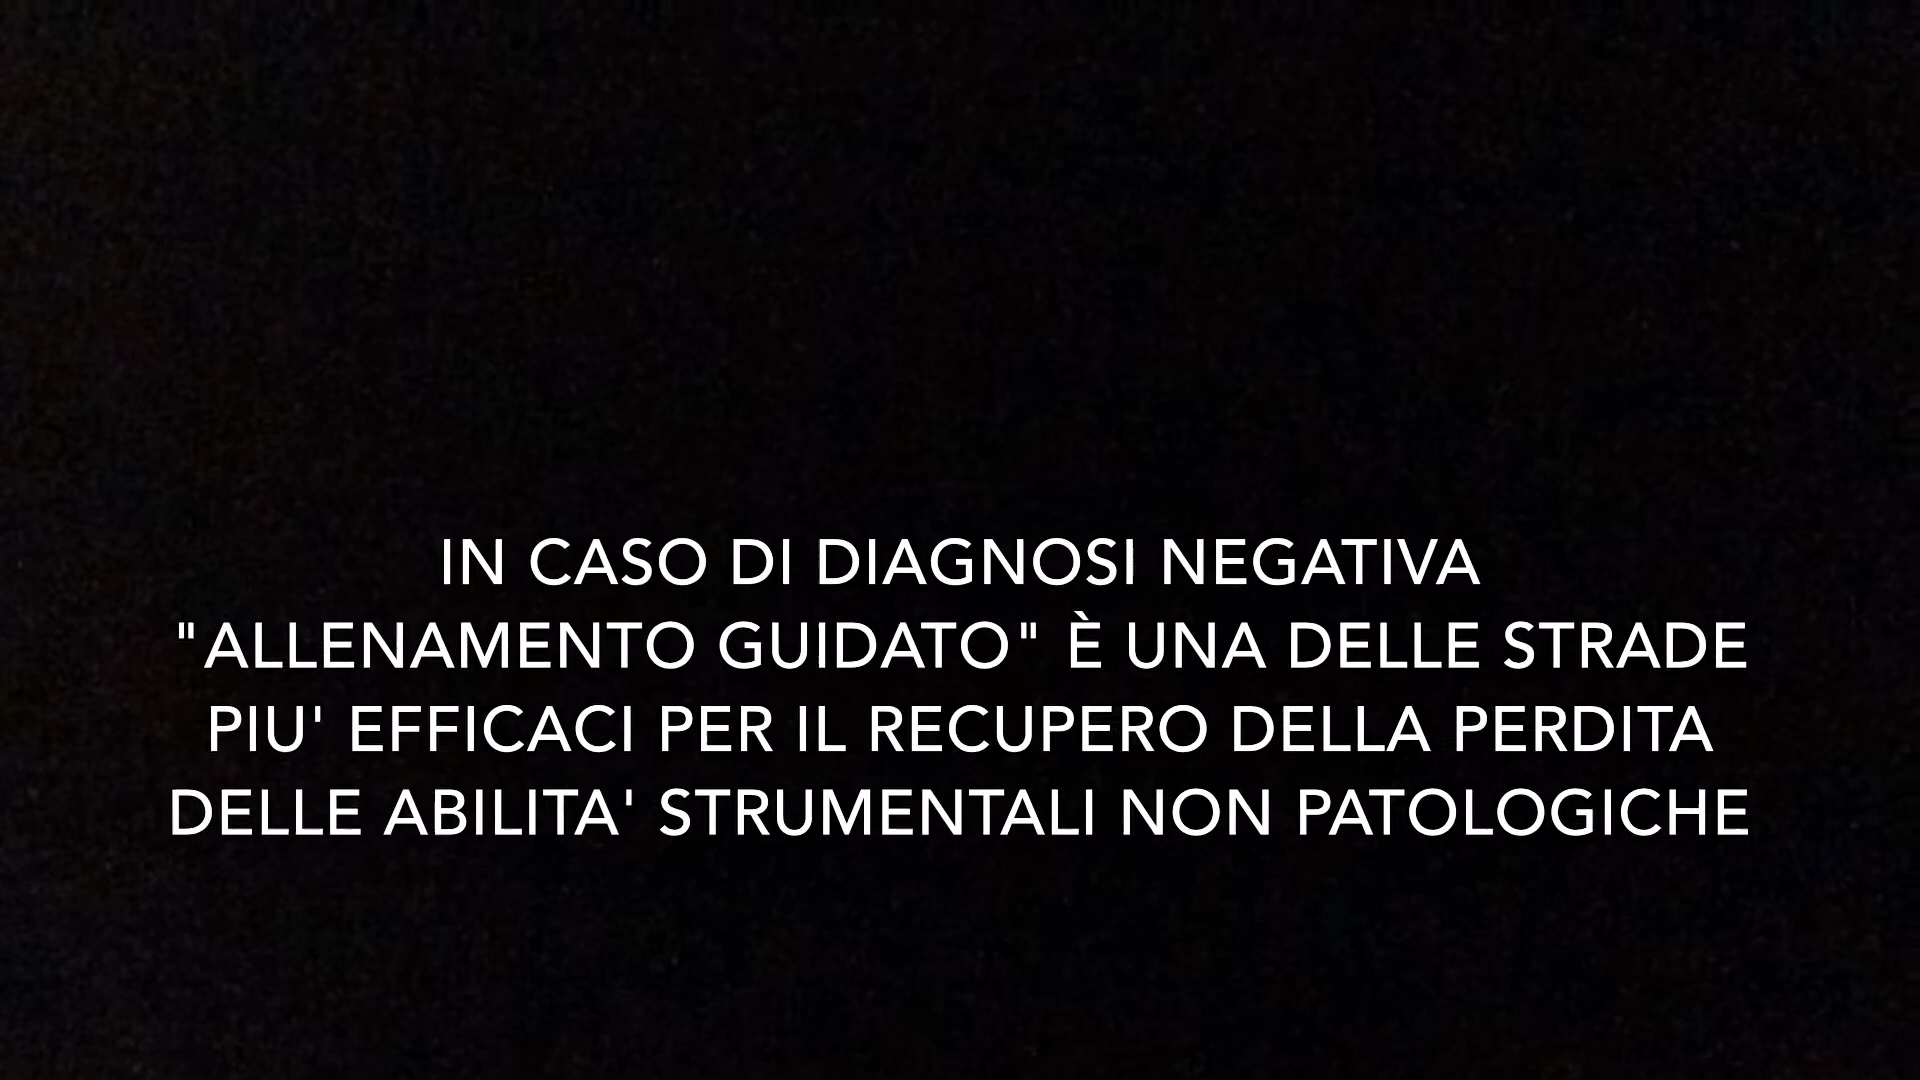 IN CASO DI DIAGNOSI NEGATIVA
"ALLENAMENTO GUIDATO" È UNA DELLE STRADE
PIU' EFFICACI PER IL RECUPERO DELLA PERDITA
DELLE ABILITA' STRUMENTALI NON PATOLOGICHE